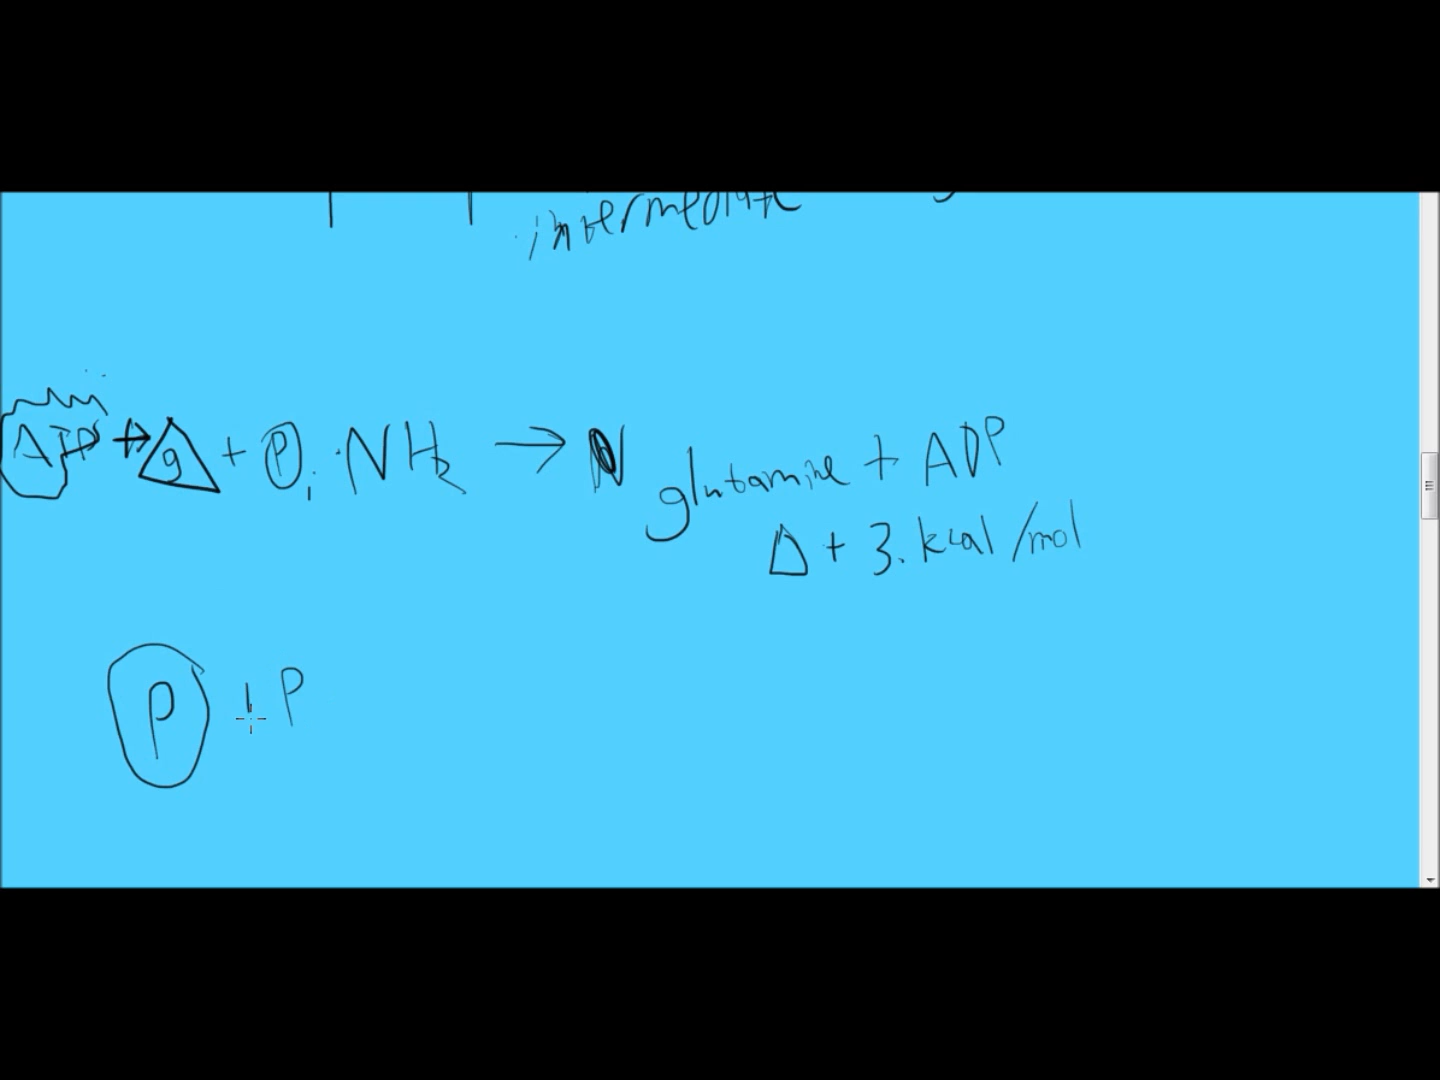 intermediate
ATP + g + Pi NH2 → N glutamine + ADP
Δ + 3. kcal/mol
P + P